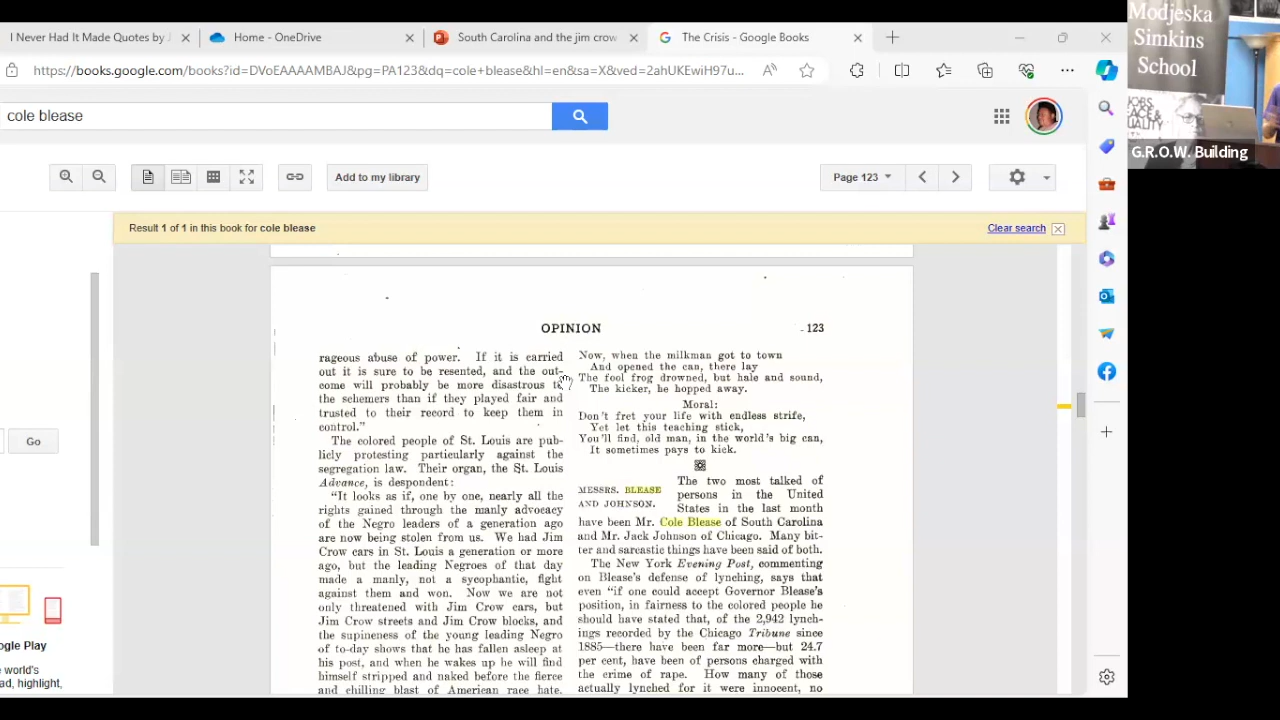 I Never Had It Made Quotes by J
Home - OneDrive
South Carolina and the jim crow
The Crisis - Google Books
https://books.google.com/books?id=DVoEAAAAMBAJ&pg=PA123&dq=cole+blease&hl=en&sa=X&ved=2ahUKEwiH97u...
cole blease
Add to my library
Page 123
Result 1 of 1 in this book for cole blease
Clear search
Go
ogle Play
e world's
ad, highlight,
OPINION
123
rageous abuse of power. If it is carried
out it is sure to be resented, and the out-
come will probably be more disastrous to
the schemers than if they played fair and
trusted to their record to keep them in
control."
The colored people of St. Louis are pub-
licly protesting particularly against the
segregation law. Their organ, the St. Louis
Advance, is despondent:
"It looks as if, one by one, nearly all the
rights gained through the manly advocacy
of the Negro leaders of a generation ago
are now being stolen from us. We had Jim
Crow cars in St. Louis a generation or more
ago, but the leading Negroes of that day
made a manly, not a sycophantic, fight
against them and won. Now we are not
only threatened with Jim Crow cars, but
Jim Crow streets and Jim Crow blocks, and
the supineness of the young leading Negro
of to-day shows that he has fallen asleep at
his post, and when he wakes up he will find
himself stripped and naked before the fierce
and chilling blast of American race hate.
Now, when the milkman got to town
And opened the can, there lay
The fool frog drowned, but hale and sound,
The kicker, he hopped away.
Moral:
Don't fret your life with endless strife,
Yet let this teaching stick,
You'll find, old man, in the world's big can,
It sometimes pays to kick.
MESSRS. BLEASE
AND JOHNSON.
The two most talked of
persons in the United
States in the last month
have been Mr. Cole Blease of South Carolina
and Mr. Jack Johnson of Chicago. Many bit-
ter and sarcastic things have been said of both.
The New York Evening Post, commenting
on Blease's defense of lynching, says that
even "if one could accept Governor Blease's
position, in fairness to the colored people he
should have stated that, of the 2,942 lynch-
ings recorded by the Chicago Tribune since
1885—there have been far more—but 24.7
per cent, have been of persons charged with
the crime of rape. How many of those
actually lynched for it were innocent, no
Modjeska
Simkins
School
G.R.O.W. Building